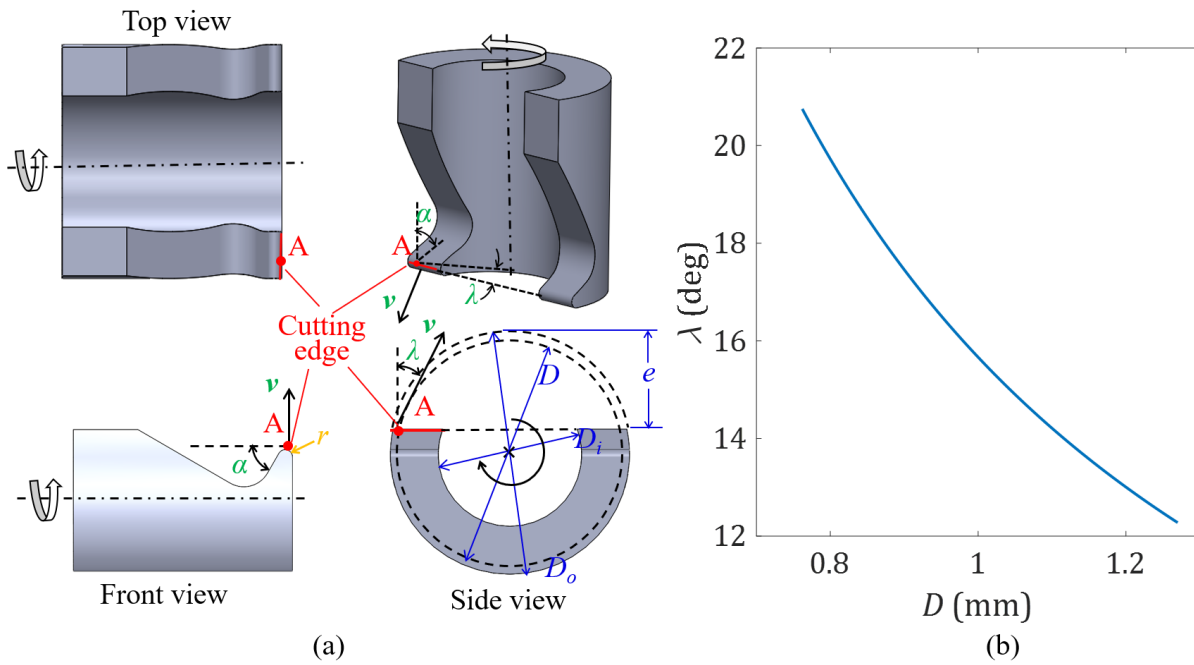 Top view
A
α
A
λ
v
Cutting
edge
v
λ
D
e
A
v
A
r
α
D_i
D_o
Front view
Side view
(a)
22
20
18
16
14
12
λ (deg)
0.8
1
1.2
D (mm)
(b)